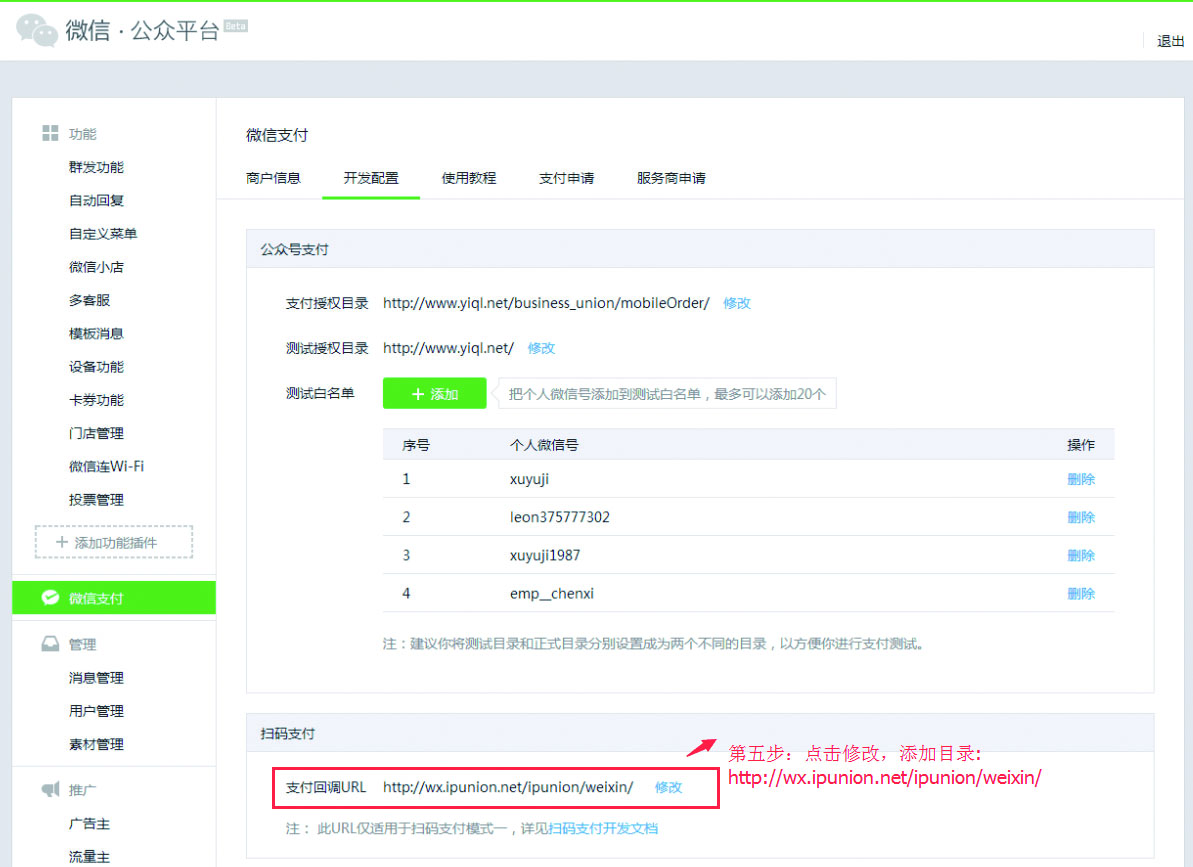 微信·公众平台 Beta
退出
功能
群发功能
自动回复
自定义菜单
微信小店
多客服
模板消息
设备功能
卡券功能
门店管理
微信连Wi-Fi
投票管理
+ 添加功能插件
微信支付
管理
消息管理
用户管理
素材管理
推广
广告主
流量主
微信支付
商户信息 开发配置 使用教程 支付申请 服务商申请
公众号支付
支付授权目录 http://www.yiql.net/business_union/mobileOrder/ 修改
测试授权目录 http://www.yiql.net/ 修改
测试白名单 + 添加 把个人微信号添加到测试白名单，最多可以添加20个
序号 个人微信号 操作
1 xuyuji 删除
2 leon375777302 删除
3 xuyuji1987 删除
4 emp__chenxi 删除
注：建议你将测试目录和正式目录分别设置成为两个不同的目录，以方便你进行支付测试。
扫码支付
第五步：点击修改，添加目录:
http://wx.ipunion.net/ipunion/weixin/
支付回调URL http://wx.ipunion.net/ipunion/weixin/ 修改
注： 此URL仅适用于扫码支付模式一，详见扫码支付开发文档